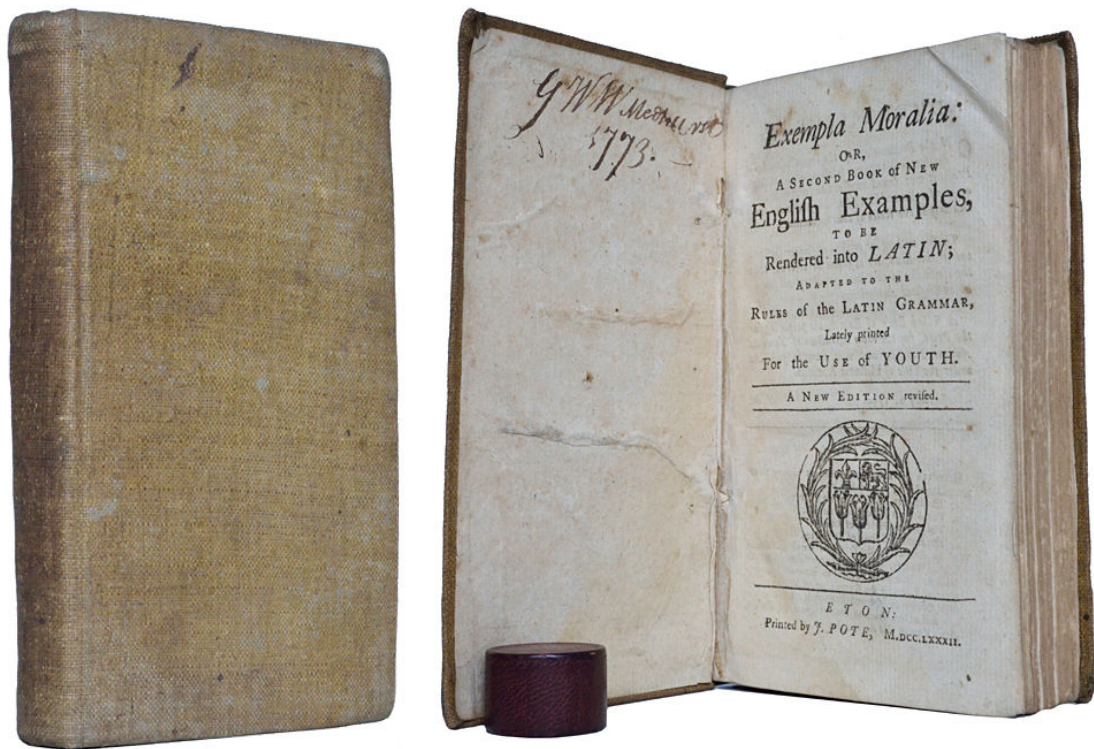 G W W Medhurst
1773.
Exempla Moralia:
OR,
A SECOND BOOK of NEW
Engliſh Examples,
TO BE
Rendered into LATIN;
ADAPTED TO THE
RULES of the LATIN GRAMMAR,
Lately printed
For the USE of YOUTH.
A NEW EDITION reviſed.
ETON:
Printed by J. POTE, M.DCC.LXXXII.